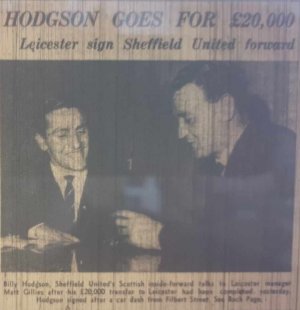 HODGSON GOES FOR £20,000
Leicester sign Sheffield United forward
Billy Hodgson, Sheffield United's Scottish inside-forward talks to Leicester manager
Matt Gillies, after his £20,000 transfer to Leicester had been completed yesterday.
Hodgson signed after a car dash from Filbert Street. See Back Page.